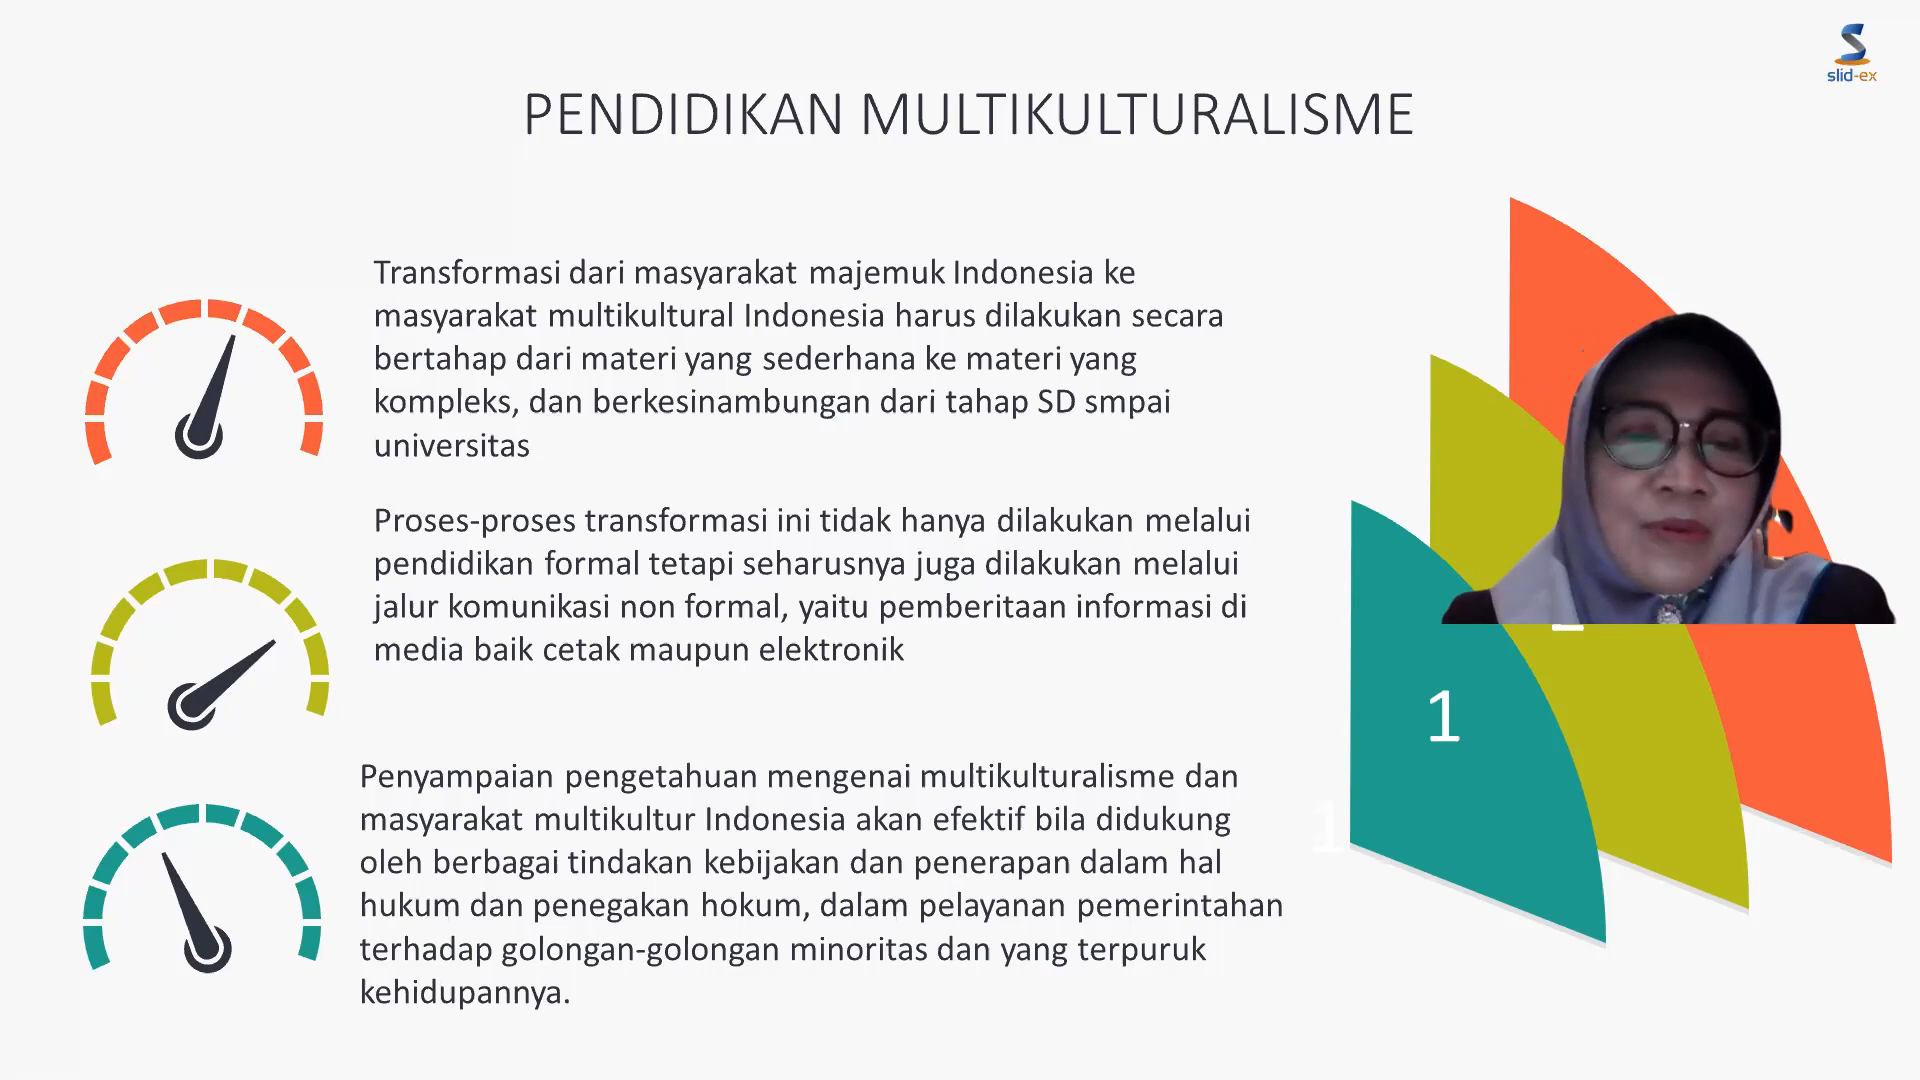 slid-ex
PENDIDIKAN MULTIKULTURALISME
Transformasi dari masyarakat majemuk Indonesia ke
masyarakat multikultural Indonesia harus dilakukan secara
bertahap dari materi yang sederhana ke materi yang
kompleks, dan berkesinambungan dari tahap SD smpai
universitas
Proses-proses transformasi ini tidak hanya dilakukan melalui
pendidikan formal tetapi seharusnya juga dilakukan melalui
jalur komunikasi non formal, yaitu pemberitaan informasi di
media baik cetak maupun elektronik
Penyampaian pengetahuan mengenai multikulturalisme dan
masyarakat multikultur Indonesia akan efektif bila didukung
oleh berbagai tindakan kebijakan dan penerapan dalam hal
hukum dan penegakan hokum, dalam pelayanan pemerintahan
terhadap golongan-golongan minoritas dan yang terpuruk
kehidupannya.
1
1